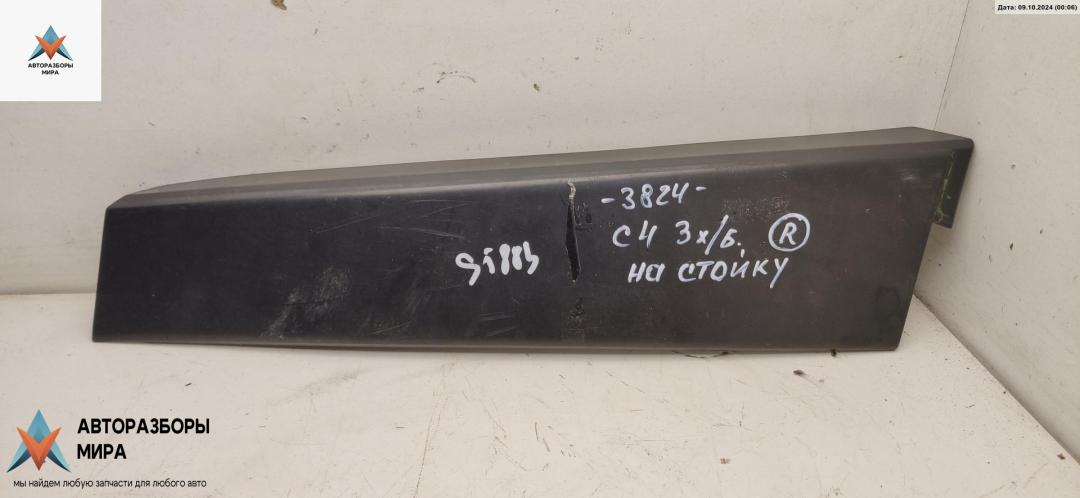 Дата: 09.10.2024 (00:06)
АВТОРАЗБОРЫ
МИРА
-3824-
С4 3х/б. R
на стойку
АВТОРАЗБОРЫ
МИРА
мы найдем любую запчасти для любого авто